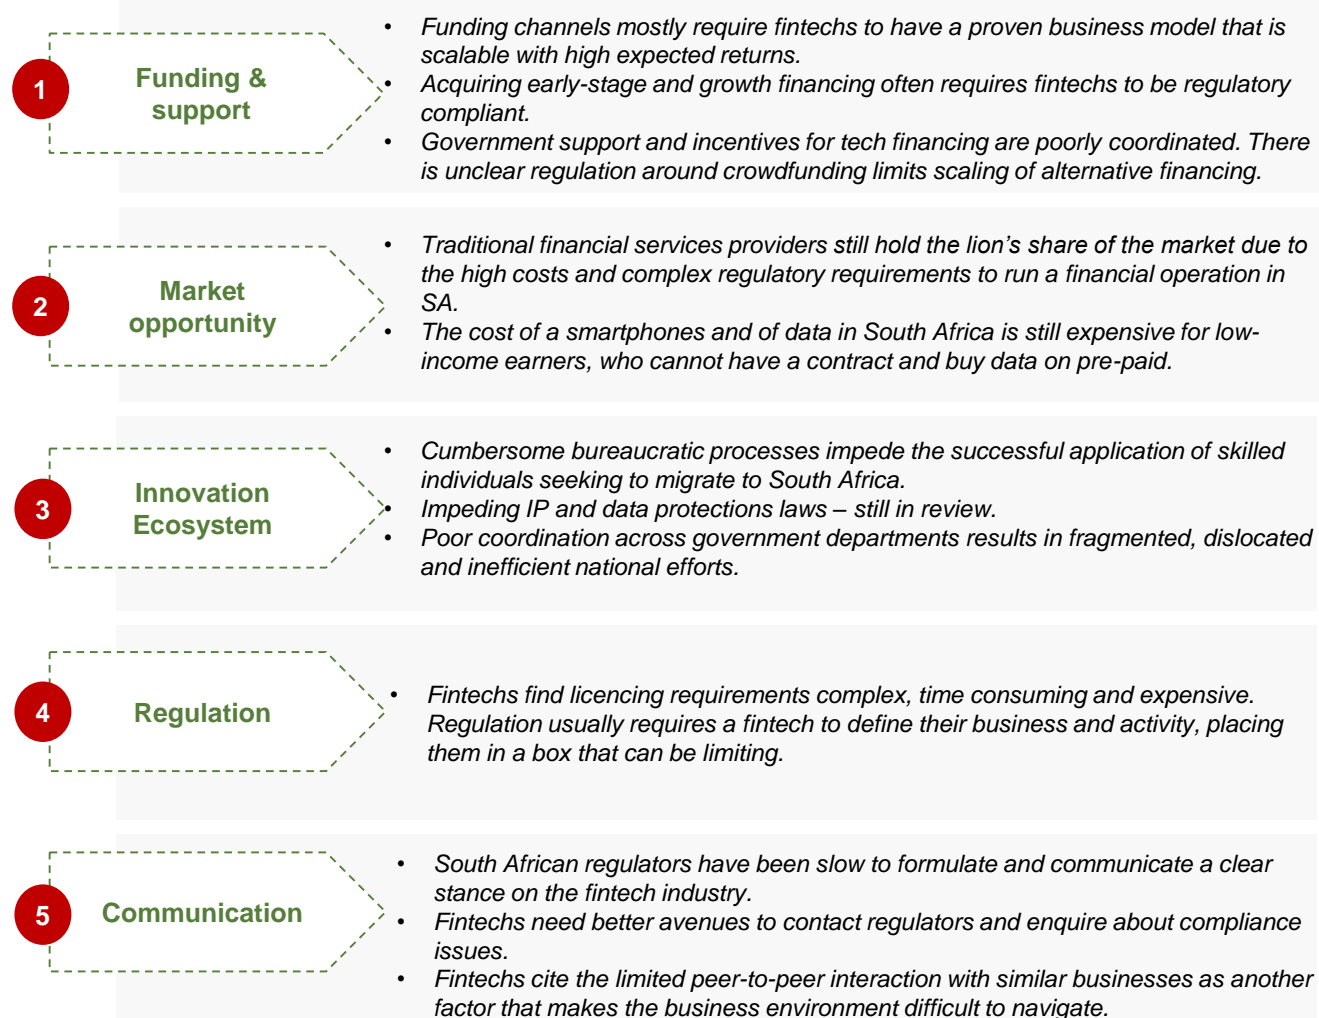 1
Funding &
support
• Funding channels mostly require fintechs to have a proven business model that is
scalable with high expected returns.
• Acquiring early-stage and growth financing often requires fintechs to be regulatory
compliant.
• Government support and incentives for tech financing are poorly coordinated. There
is unclear regulation around crowdfunding limits scaling of alternative financing.
2
Market
opportunity
• Traditional financial services providers still hold the lion’s share of the market due to
the high costs and complex regulatory requirements to run a financial operation in
SA.
• The cost of a smartphones and of data in South Africa is still expensive for low-
income earners, who cannot have a contract and buy data on pre-paid.
3
Innovation
Ecosystem
• Cumbersome bureaucratic processes impede the successful application of skilled
individuals seeking to migrate to South Africa.
• Impeding IP and data protections laws – still in review.
• Poor coordination across government departments results in fragmented, dislocated
and inefficient national efforts.
4
Regulation
• Fintechs find licencing requirements complex, time consuming and expensive.
Regulation usually requires a fintech to define their business and activity, placing
them in a box that can be limiting.
5
Communication
• South African regulators have been slow to formulate and communicate a clear
stance on the fintech industry.
• Fintechs need better avenues to contact regulators and enquire about compliance
issues.
• Fintechs cite the limited peer-to-peer interaction with similar businesses as another
factor that makes the business environment difficult to navigate.